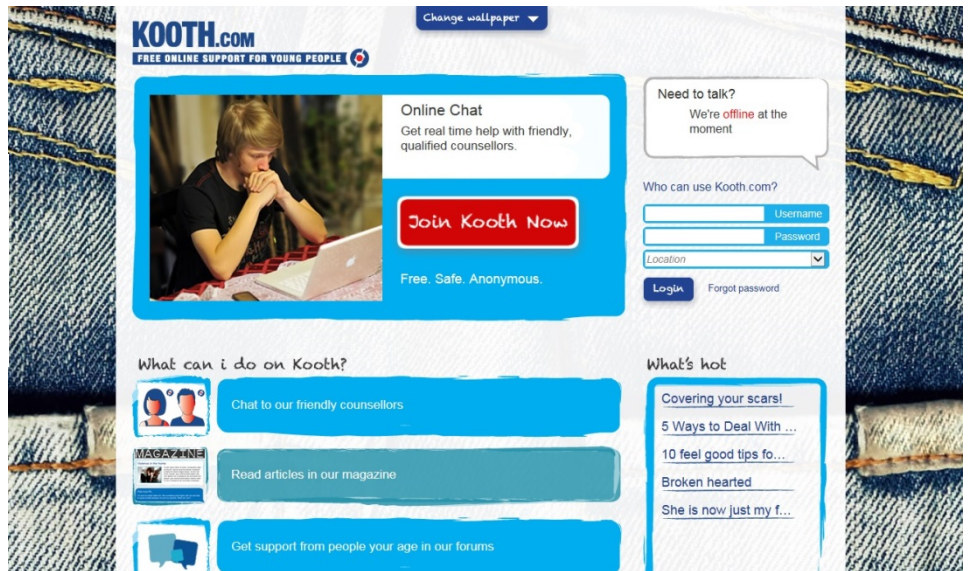 Change wallpaper
KOOTH.COM
FREE ONLINE SUPPORT FOR YOUNG PEOPLE
Online Chat
Get real time help with friendly,
qualified counsellors.
Join Kooth Now
Free. Safe. Anonymous.
Need to talk?
We're offline at the
moment
Who can use Kooth.com?
Username
Password
Location
Login
Forgot password
What can i do on Kooth?
Chat to our friendly counsellors
MAGAZINE
Read articles in our magazine
Get support from people your age in our forums
What's hot
Covering your scars!
5 Ways to Deal With ...
10 feel good tips fo...
Broken hearted
She is now just my f...